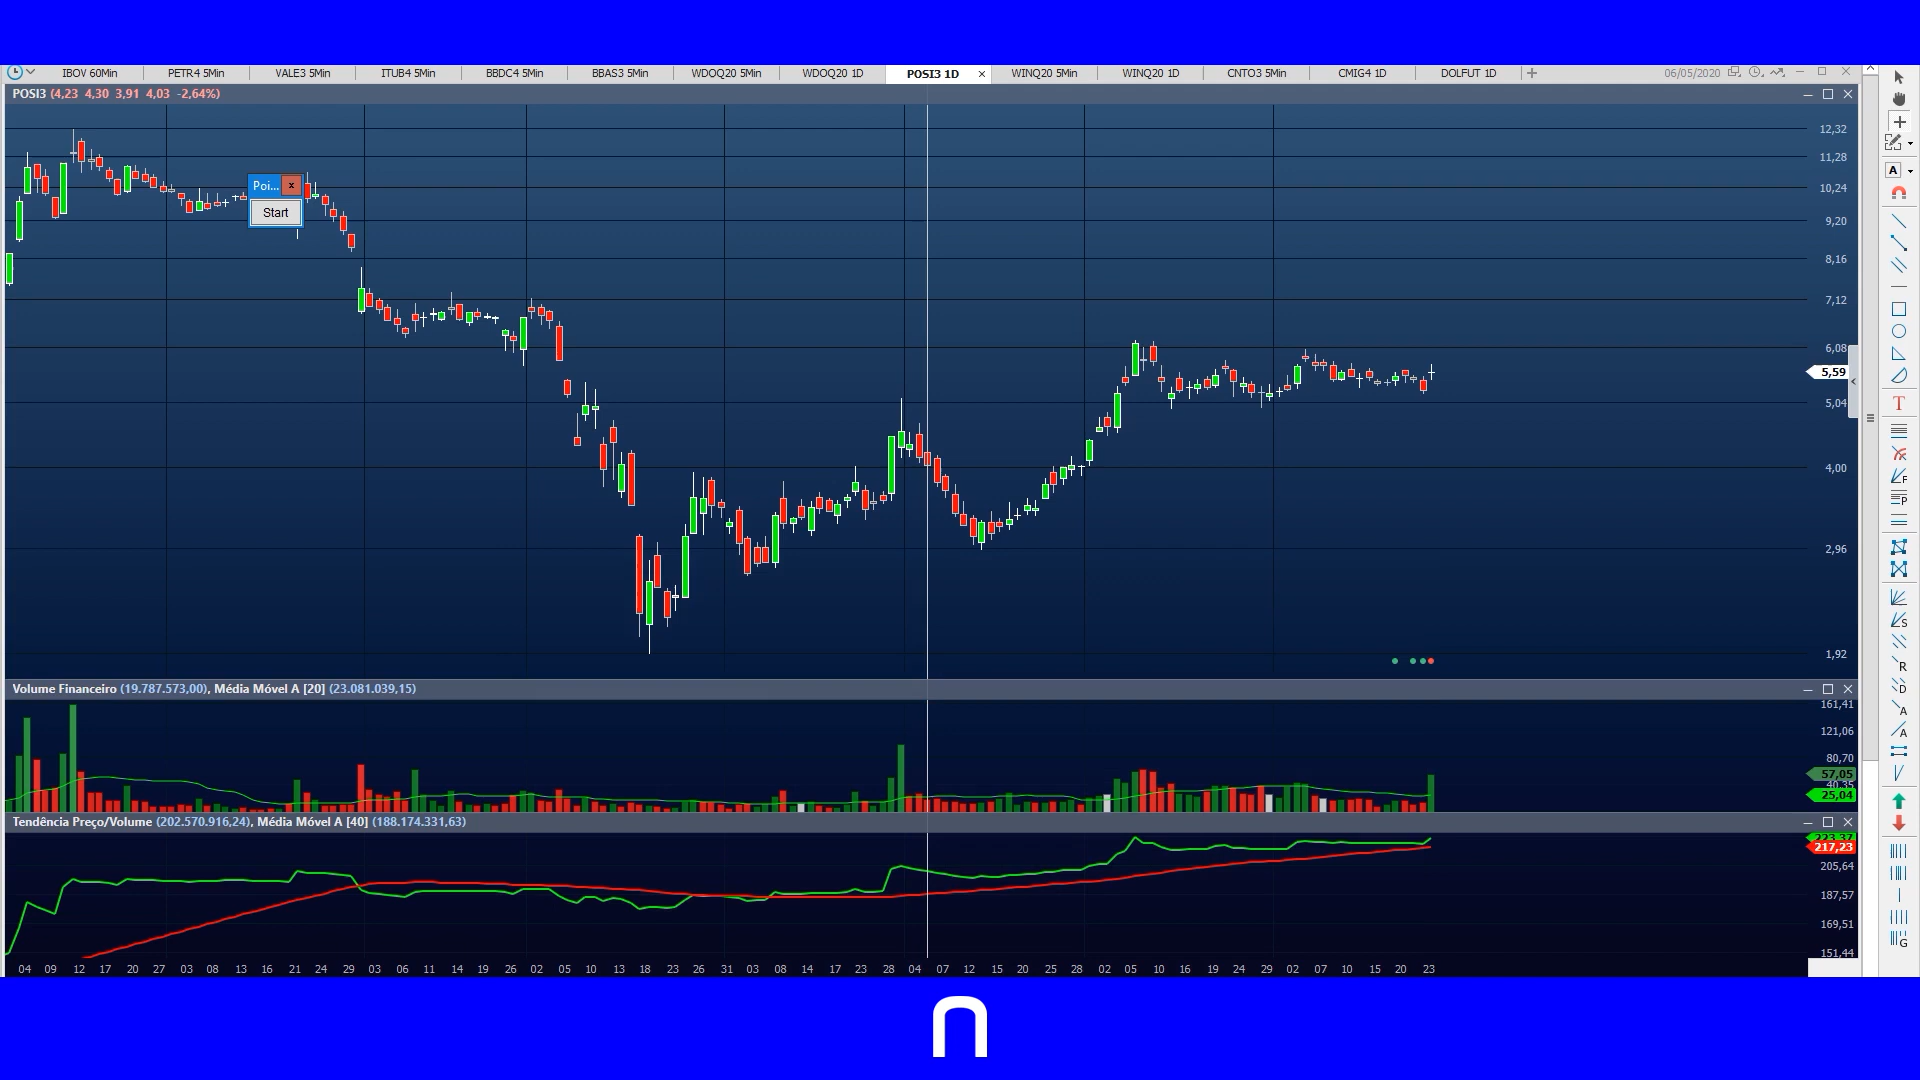 IBOV 60Min PETR4 5Min VALE3 5Min ITUB4 5Min BBDC4 5Min BBAS3 5Min WDOQ20 5Min WDOQ20 1D POSI3 1D × WINQ20 5Min WINQ20 1D CNTO3 5Min CMIG4 1D DOLFUT 1D 06/05/2020
POSI3 (4,23 4,30 3,91 4,03 -2,64%)
12,32
11,28
Poi... x
10,24
Start
9,20
8,16
7,12
6,08
5,59
5,04
4,00
2,96
1,92
Volume Financeiro (19.787.573,00), Média Móvel A [20] (23.081.039,15)
161,41
121,06
80,70
57,05
40,35
25,04
Tendência Preço/Volume (202.570.916,24), Média Móvel A [40] (188.174.331,63)
223,37
217,23
205,64
187,57
169,51
151,44
04 09 12 17 20 27 03 08 13 16 21 24 29 03 06 11 14 19 26 02 05 10 13 18 23 26 31 03 08 14 17 23 28 04 07 12 15 20 25 28 02 05 10 16 19 24 29 02 07 10 15 20 23
A
T
F
P
S
R
D
A
A
G
n